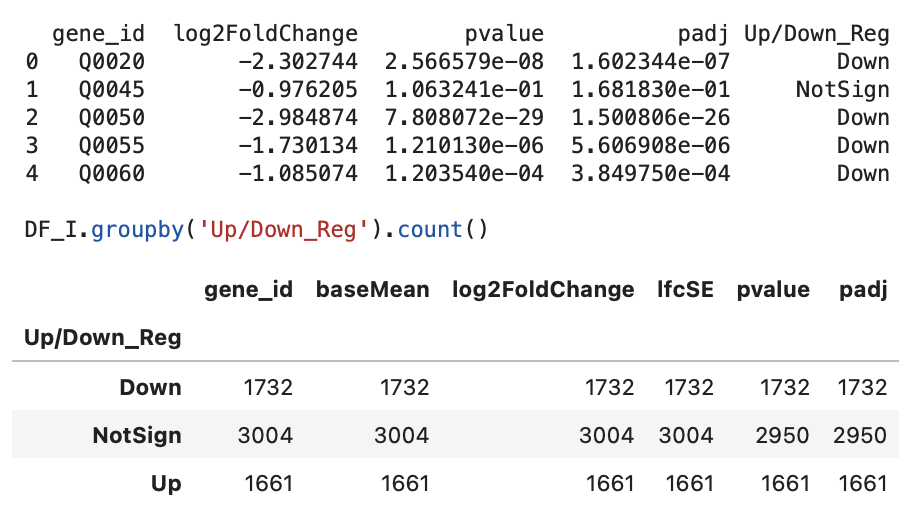 gene_id log2FoldChange pvalue padj Up/Down_Reg
0 Q0020 -2.302744 2.566579e-08 1.602344e-07 Down
1 Q0045 -0.976205 1.063241e-01 1.681830e-01 NotSign
2 Q0050 -2.984874 7.808072e-29 1.500806e-26 Down
3 Q0055 -1.730134 1.210130e-06 5.606908e-06 Down
4 Q0060 -1.085074 1.203540e-04 3.849750e-04 Down
DF_I.groupby('Up/Down_Reg').count()
gene_id baseMean log2FoldChange lfcSE pvalue padj
Up/Down_Reg
Down 1732 1732 1732 1732 1732 1732
NotSign 3004 3004 3004 3004 2950 2950
Up 1661 1661 1661 1661 1661 1661